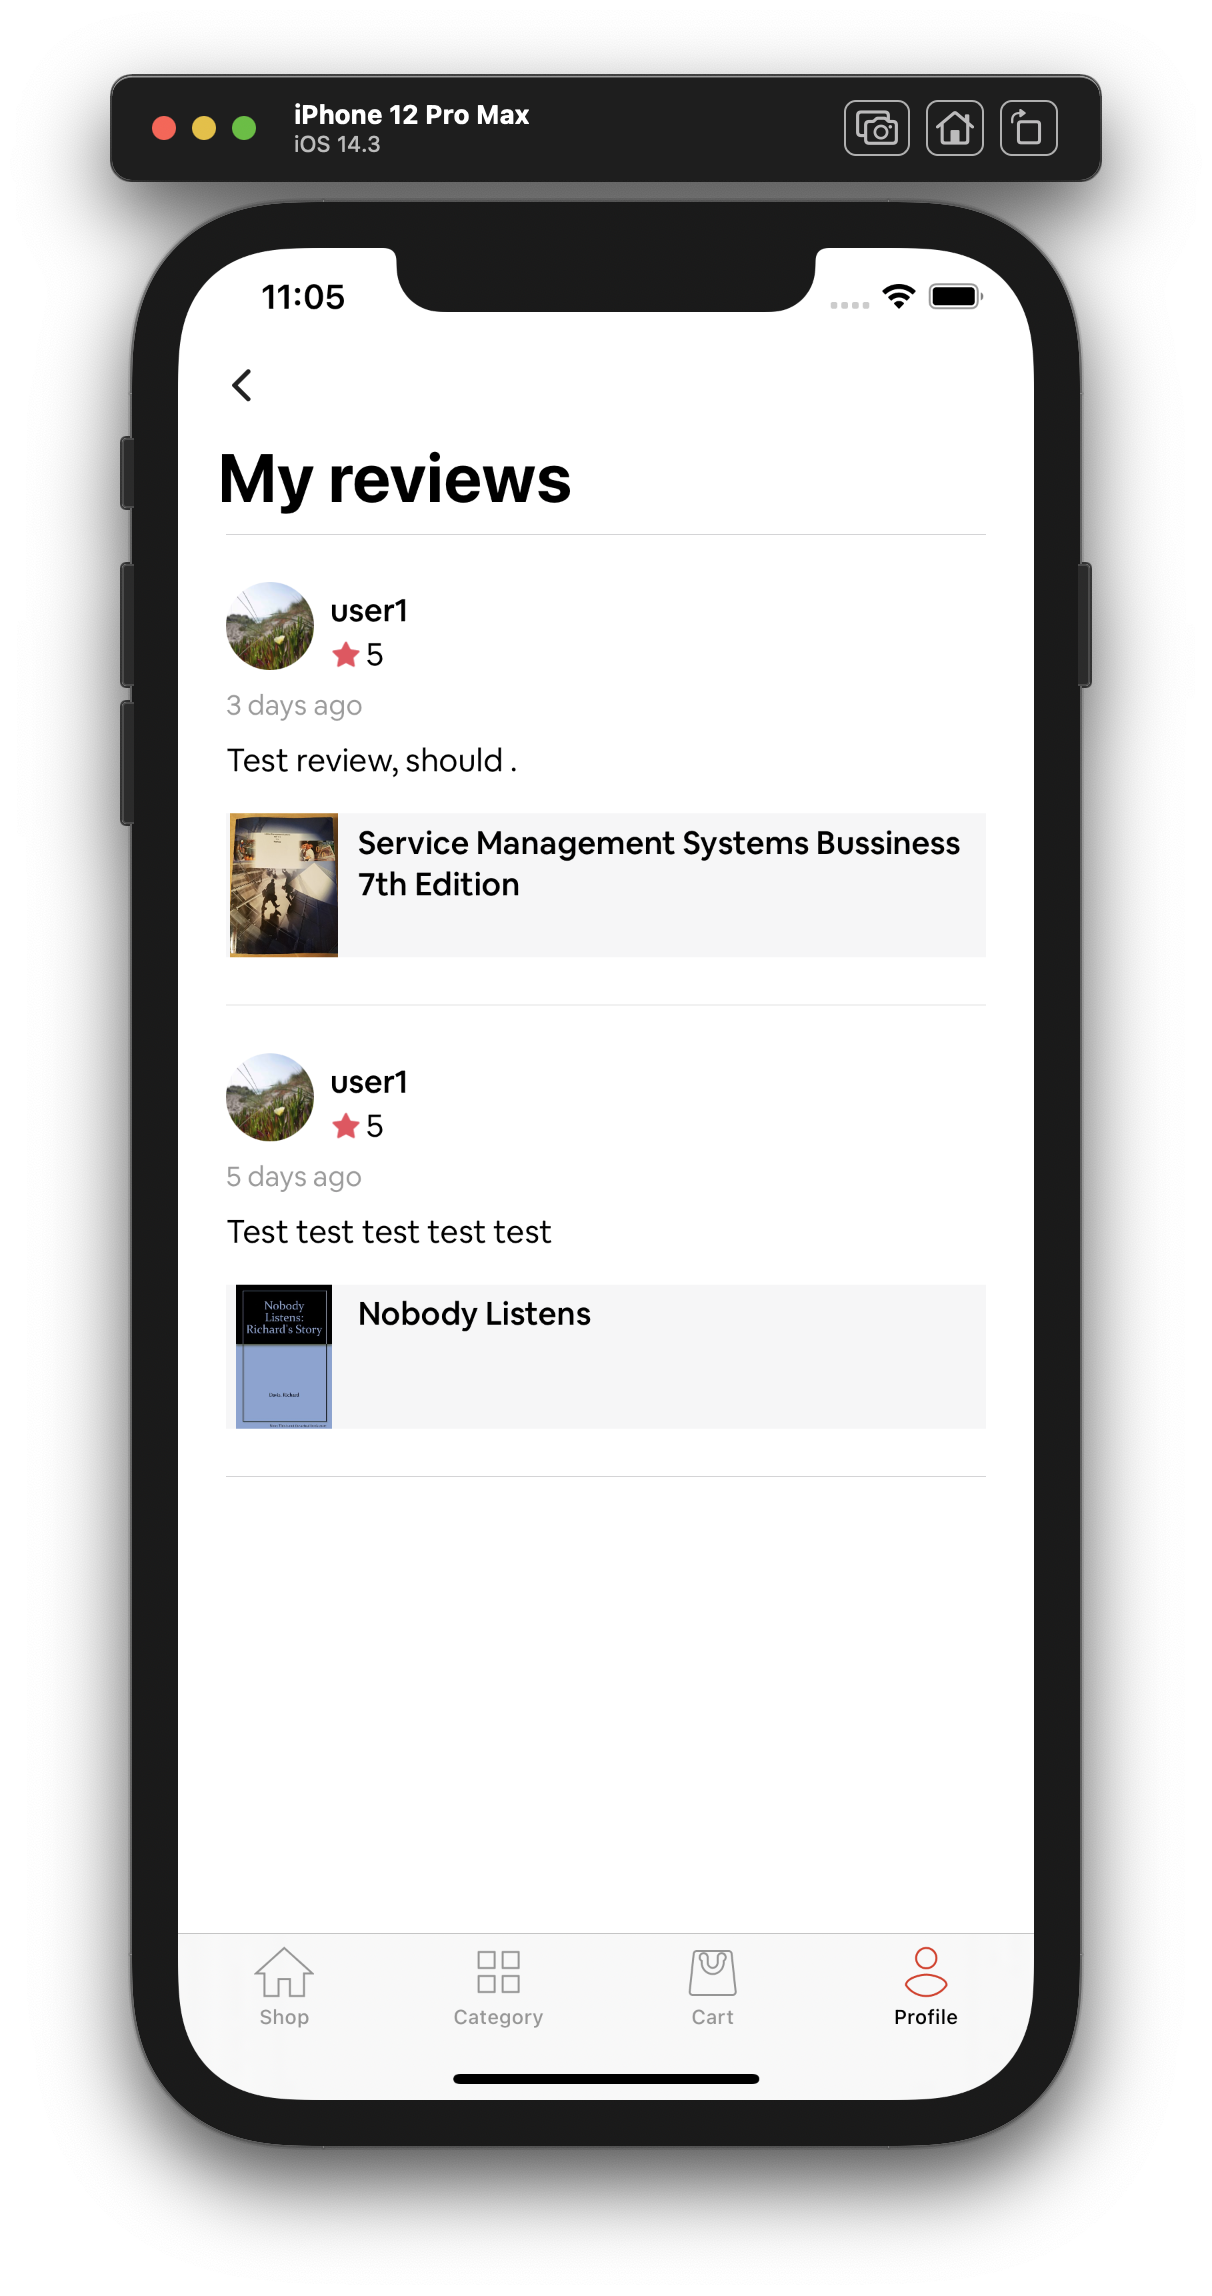 iPhone 12 Pro Max
iOS 14.3
11:05
My reviews
user1
5
3 days ago
Test review, should .
Service Management Systems Bussiness
7th Edition
user1
5
5 days ago
Test test test test test
Nobody
Listens:
Richard's Story
Nobody Listens
Shop
Category
Cart
Profile